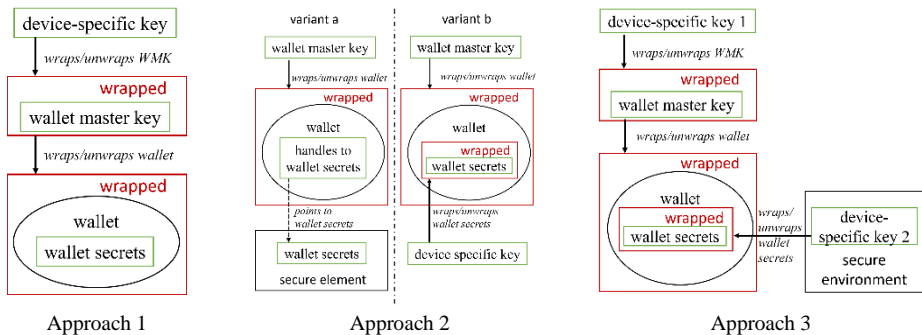 device-specific key
wraps/unwraps WMK
wrapped
wallet master key
wraps/unwraps wallet
wrapped
wallet
wallet secrets
Approach 1
variant a
wallet master key
wraps/unwraps wallet
wrapped
wallet
handles to
wallet secrets
points to
wallet secrets
wallet secrets
secure element
variant b
wallet master key
wraps/unwraps wallet
wrapped
wallet
wrapped
wallet secrets
wraps/unwraps
wallet secrets
device specific key
Approach 2
device-specific key 1
wraps/unwraps WMK
wrapped
wallet master key
wraps/unwraps wallet
wrapped
wallet
wrapped
wallet secrets
wraps/
unwraps
wallet
secrets
device-
specific key 2
secure
environment
Approach 3